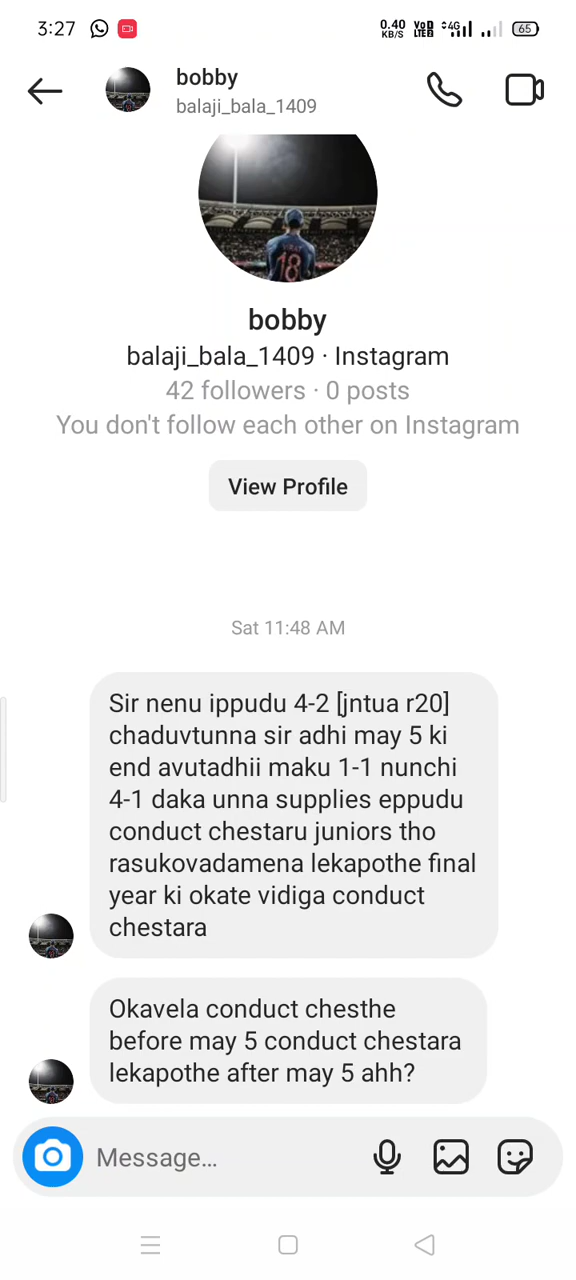 3:27
0.40 KB/S VoD LTE2 4G 65
bobby
balaji_bala_1409
18
bobby
balaji_bala_1409 · Instagram
42 followers · 0 posts
You don't follow each other on Instagram
View Profile
Sat 11:48 AM
Sir nenu ippudu 4-2 [jntua r20]
chaduvtunna sir adhi may 5 ki
end avutadhii maku 1-1 nunchi
4-1 daka unna supplies eppudu
conduct chestaru juniors tho
rasukovadamena lekapothe final
year ki okate vidiga conduct
chestara
Okavela conduct chesthe
before may 5 conduct chestara
lekapothe after may 5 ahh?
Message...